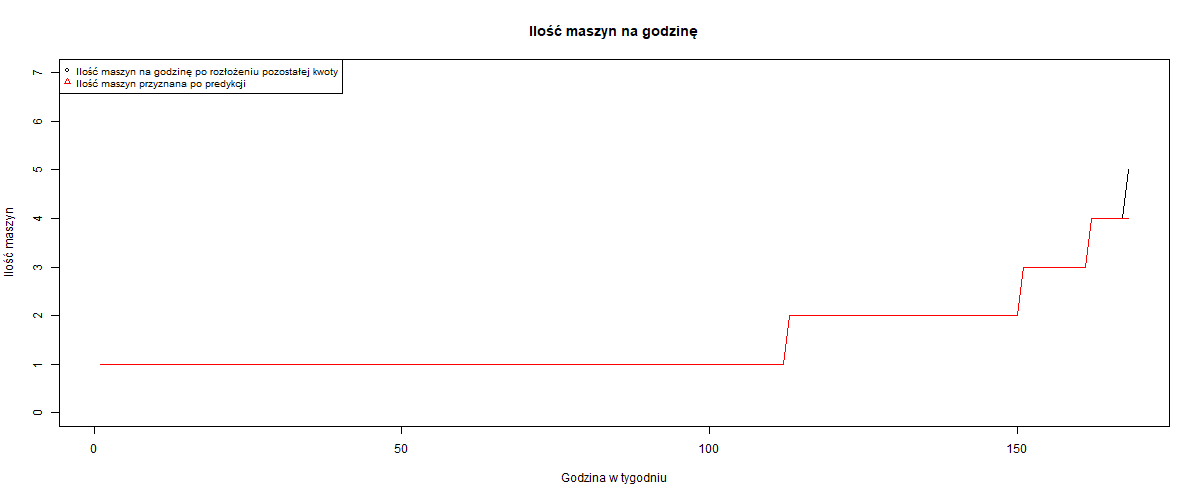 Ilość maszyn na godzinę
Ilość maszyn na godzinę po rozłożeniu pozostałej kwoty
Ilość maszyn przyznana po predykcji
7
6
5
4
3
2
1
0
Ilość maszyn
0 50 100 150
Godzina w tygodniu